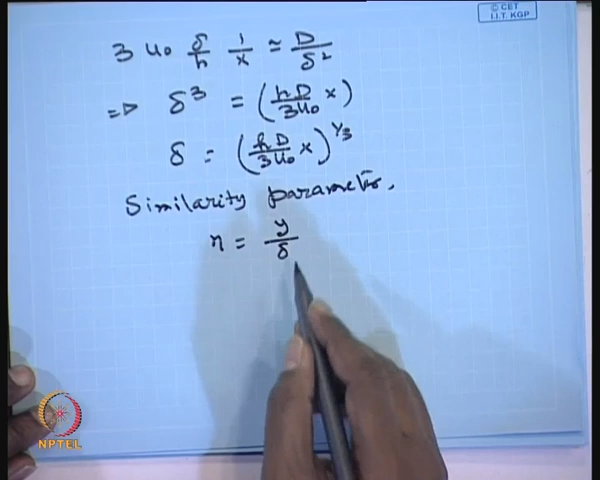 © CET
I.I.T. KGP
3 u₀ δ/h 1/x ≃ D/δ²
⇒ δ³ = (hD/3u₀ x)
δ = (hD/3u₀ x)^1/3
Similarity parameter.
η = y/δ
NPTEL